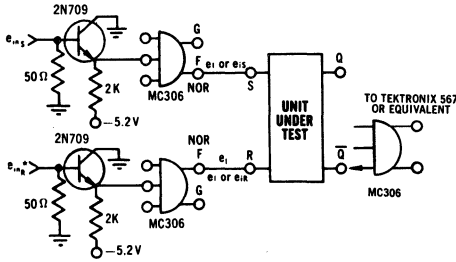 2N709
G
e_in_S
F
e_I or e_iS
NOR
S
50Ω
2K
MC306
−5.2V
UNIT
UNDER
TEST
Q
Q̅
TO TEKTRONIX 567
OR EQUIVALENT
MC306
2N709
NOR
F
e_I
R
e_I or e_iR
e_in_R*
G
50Ω
2K
MC306
−5.2V